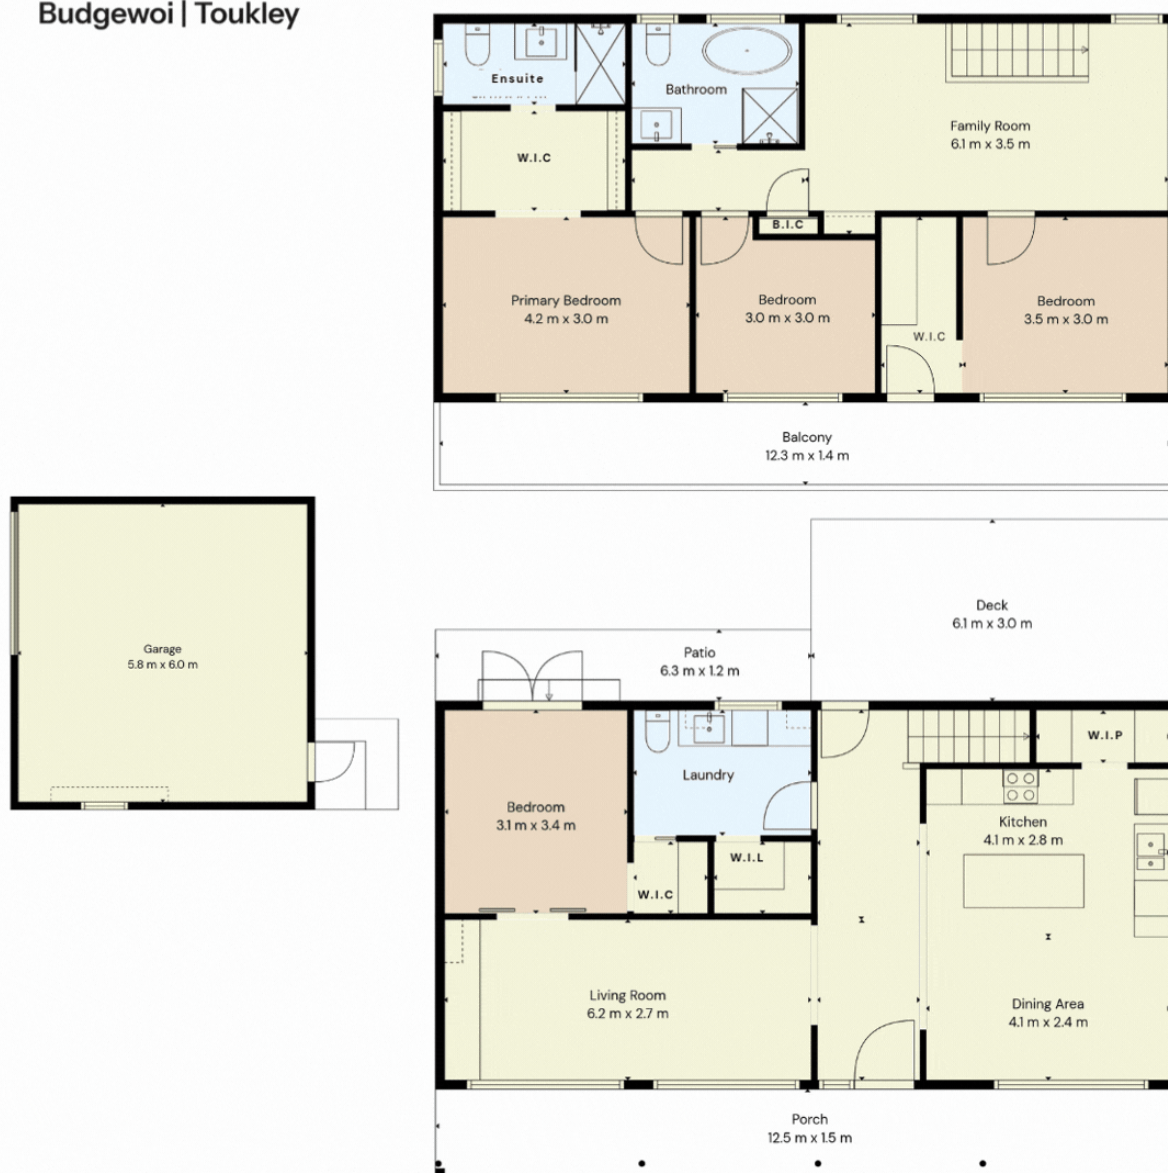 Budgewoi | Toukley
Ensuite
Bathroom
Family Room
6.1 m x 3.5 m
W.I.C
B.I.C
Primary Bedroom
4.2 m x 3.0 m
Bedroom
3.0 m x 3.0 m
W.I.C
Bedroom
3.5 m x 3.0 m
Balcony
12.3 m x 1.4 m
Garage
5.8 m x 6.0 m
Deck
6.1 m x 3.0 m
Patio
6.3 m x 1.2 m
W.I.P
Laundry
Bedroom
3.1 m x 3.4 m
Kitchen
4.1 m x 2.8 m
W.I.L
W.I.C
Living Room
6.2 m x 2.7 m
Dining Area
4.1 m x 2.4 m
Porch
12.5 m x 1.5 m